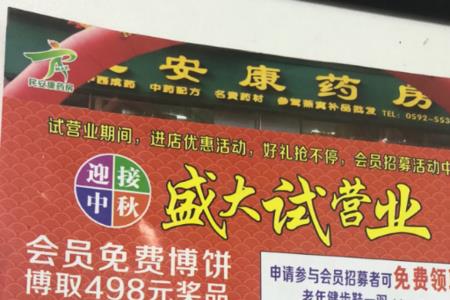 民安康药房
民安康药房
中西成药 中药配方 名贵药材 参茸燕窝补品批发
TEL：0592-553
试营业期间，进店优惠活动，好礼抢不停，会员招募活动中
迎接
中秋
盛大试营业
会员免费博饼
博取498元奖品
申请参与会员招募者可免费领
老年健步鞋一双